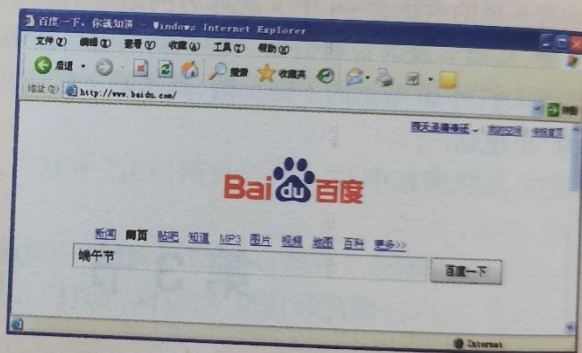 百度一下，你就知道 - Windows Internet Explorer
文件(F) 编辑(E) 查看(V) 收藏(A) 工具(T) 帮助(H)
后退 搜索 收藏夹
地址(D) http://www.baidu.com/ 转到
Bai du 百度
新闻 网页 贴吧 知道 MP3 图片 视频 地图 百科 更多>>
端午节 百度一下
Internet